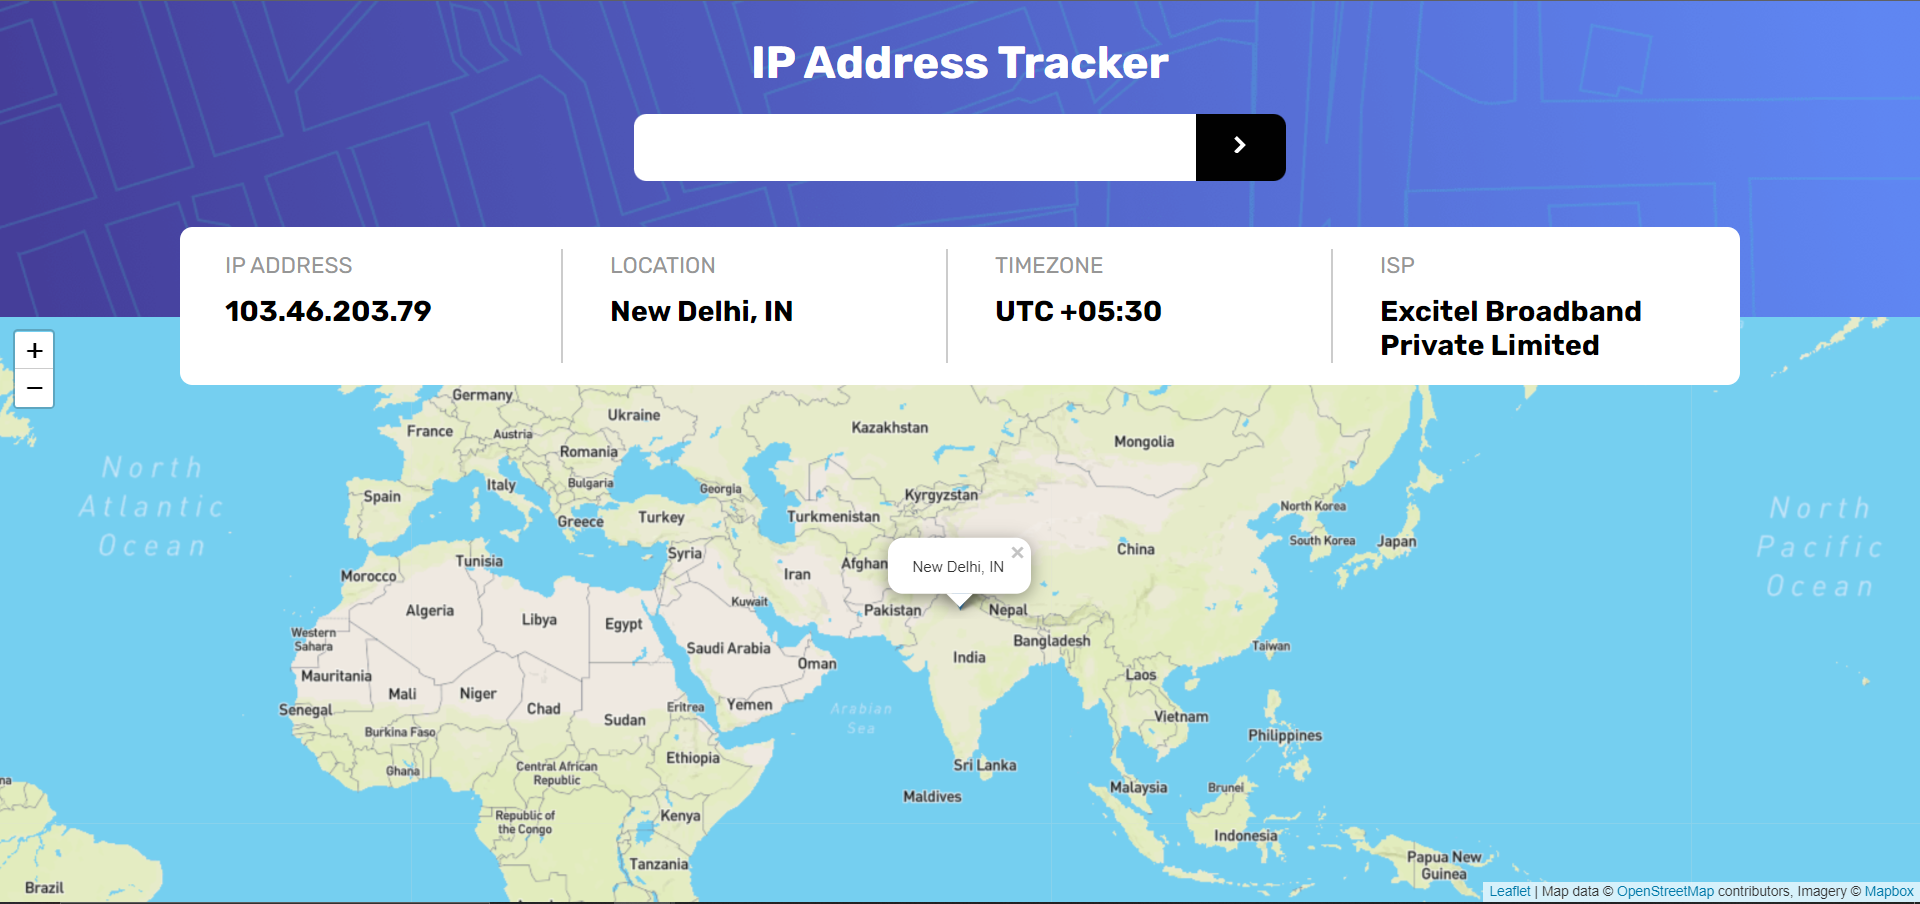 IP Address Tracker
IP ADDRESS
103.46.203.79
LOCATION
New Delhi, IN
TIMEZONE
UTC +05:30
ISP
Excitel Broadband
Private Limited
+
−
Germany
Ukraine
France
Austria
Kazakhstan
Mongolia
Romania
North
Atlantic
Ocean
Spain
Italy
Bulgaria
Georgia
Kyrgyzstan
North Korea
North
Pacific
Ocean
Greece
Turkey
Turkmenistan
South Korea
Japan
Syria
China
Tunisia
Afghan
New Delhi, IN
×
Morocco
Iran
Algeria
Kuwait
Pakistan
Nepal
Libya
Egypt
Western
Sahara
Bangladesh
Saudi Arabia
India
Taiwan
Oman
Mauritania
Mali
Niger
Laos
Senegal
Chad
Sudan
Eritrea
Yemen
Arabian
Sea
Vietnam
Burkina Faso
Philippines
Ethiopia
Central African
Republic
Ghana
Sri Lanka
na
Maldives
Malaysia
Brunei
Republic of
the Congo
Kenya
Indonesia
Tanzania
Papua New
Guinea
Brazil
Leaflet | Map data © OpenStreetMap contributors, Imagery © Mapbox